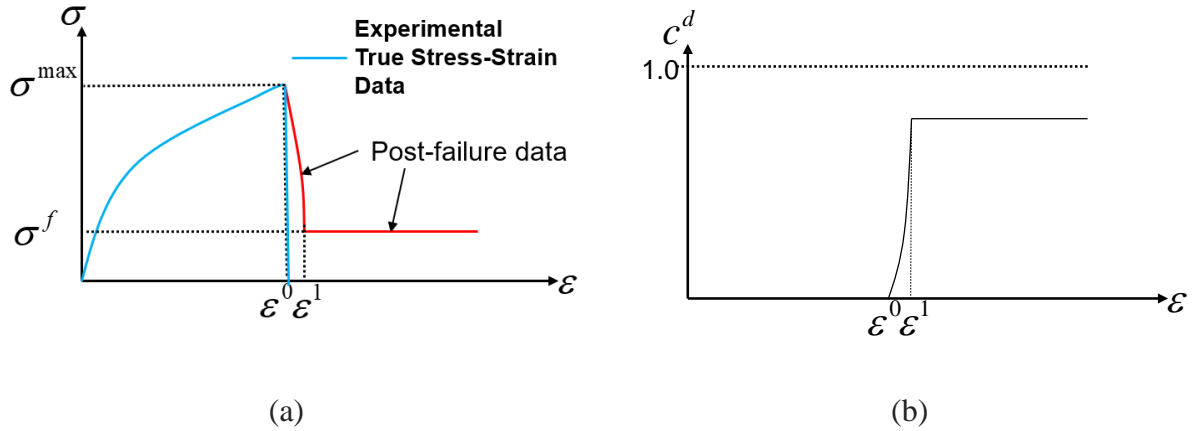 σ
Experimental
True Stress-Strain
Data
σ^max
Post-failure data
σ^f
ε^0 ε^1
ε
(a)
c^d
1.0
ε^0 ε^1
ε
(b)